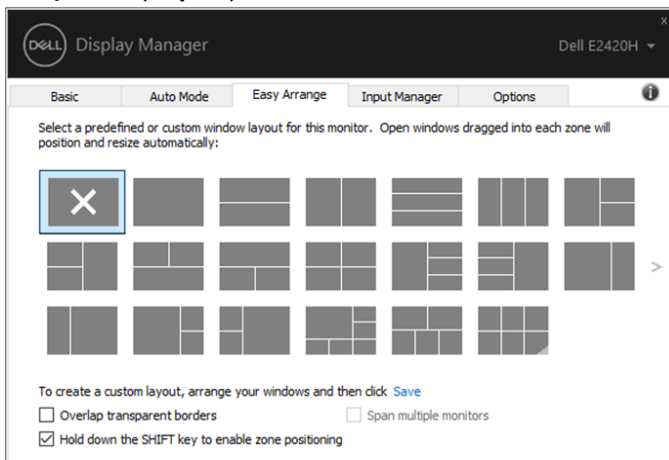 DELL Display Manager
Dell E2420H
Basic
Auto Mode
Easy Arrange
Input Manager
Options
Select a predefined or custom window layout for this monitor. Open windows dragged into each zone will
position and resize automatically:
To create a custom layout, arrange your windows and then click Save
Overlap transparent borders
Span multiple monitors
Hold down the SHIFT key to enable zone positioning